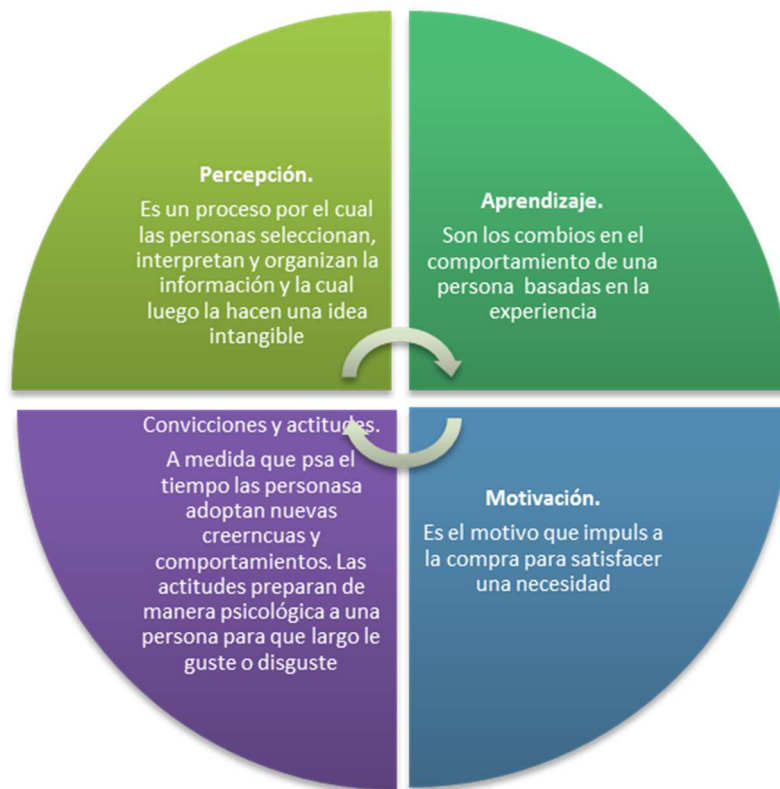 Percepción.
Es un proceso por el cual
las personas seleccionan,
interpretan y organizan la
información y la cual
luego la hacen una idea
intangible
Aprendizaje.
Son los combios en el
comportamiento de una
persona basadas en la
experiencia
Convicciones y actitudes.
A medida que psa el
tiempo las personasa
adoptan nuevas
creerncuas y
comportamientos. Las
actitudes preparan de
manera psicológica a una
persona para que largo le
guste o disguste
Motivación.
Es el motivo que impuls a
la compra para satisfacer
una necesidad